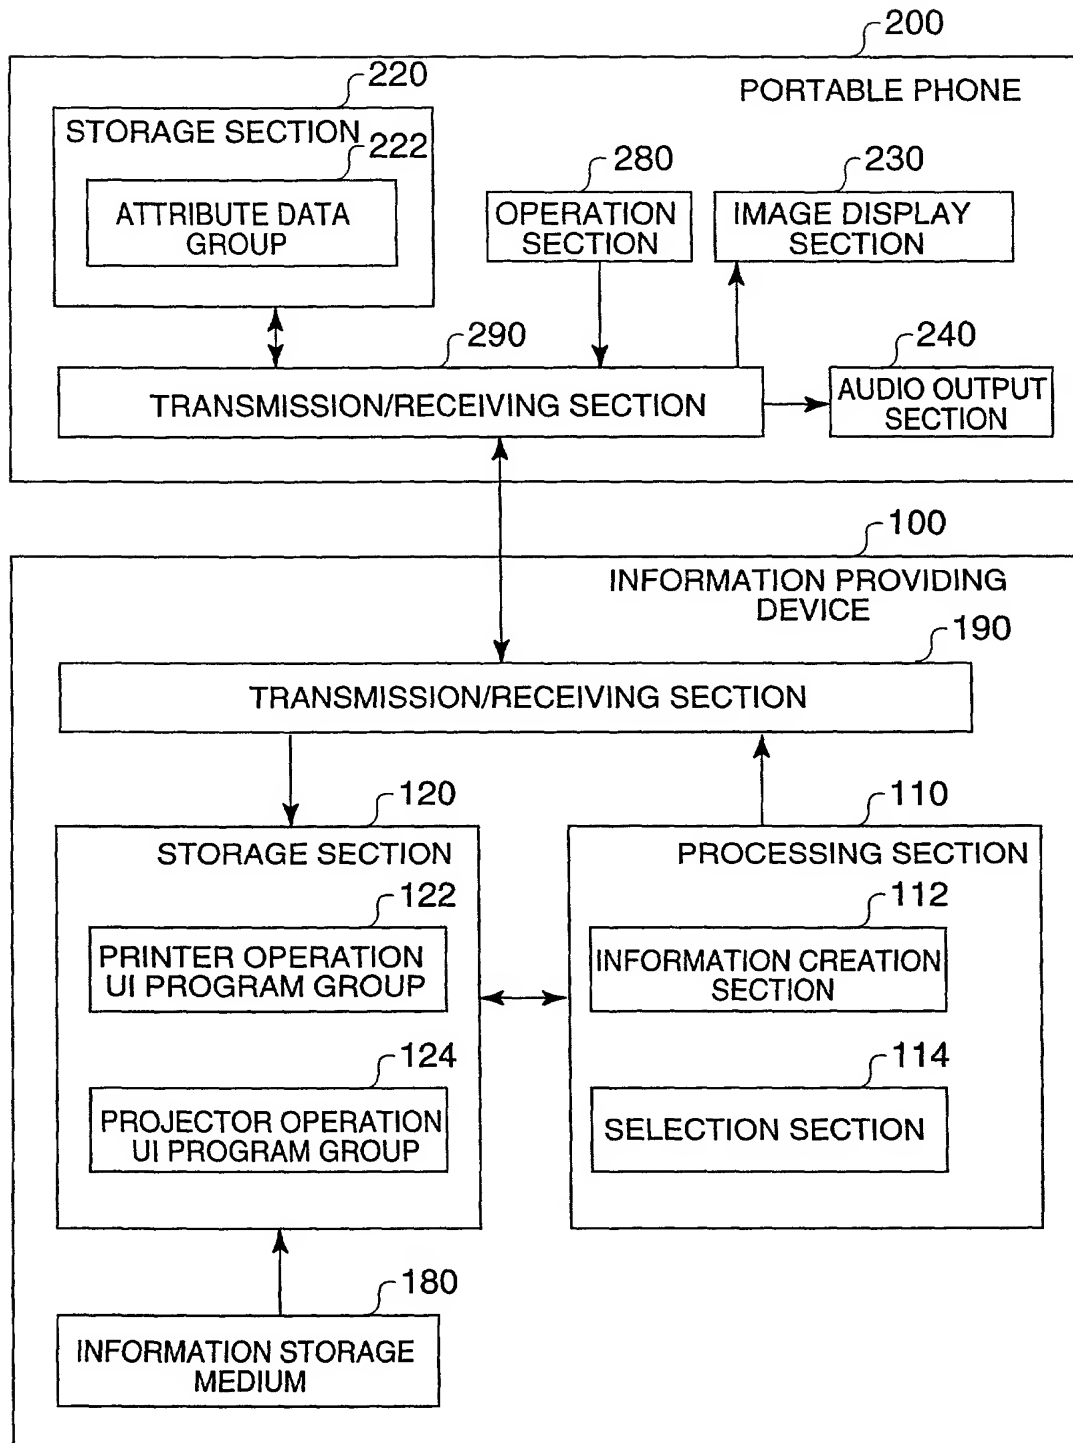 200
PORTABLE PHONE
220
STORAGE SECTION
222
ATTRIBUTE DATA
GROUP
280
OPERATION
SECTION
230
IMAGE DISPLAY
SECTION
290
TRANSMISSION/RECEIVING SECTION
240
AUDIO OUTPUT
SECTION
100
INFORMATION PROVIDING
DEVICE
190
TRANSMISSION/RECEIVING SECTION
120
STORAGE SECTION
122
PRINTER OPERATION
UI PROGRAM GROUP
124
PROJECTOR OPERATION
UI PROGRAM GROUP
110
PROCESSING SECTION
112
INFORMATION CREATION
SECTION
114
SELECTION SECTION
180
INFORMATION STORAGE
MEDIUM